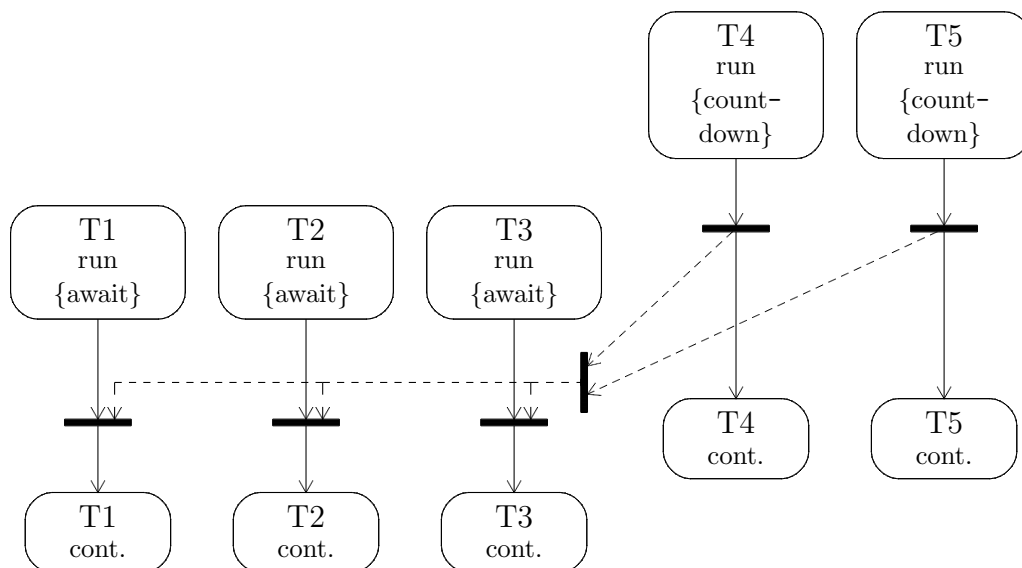 T4
run
{count-
down}
T5
run
{count-
down}
T1
run
{await}
T2
run
{await}
T3
run
{await}
T4
cont.
T5
cont.
T1
cont.
T2
cont.
T3
cont.